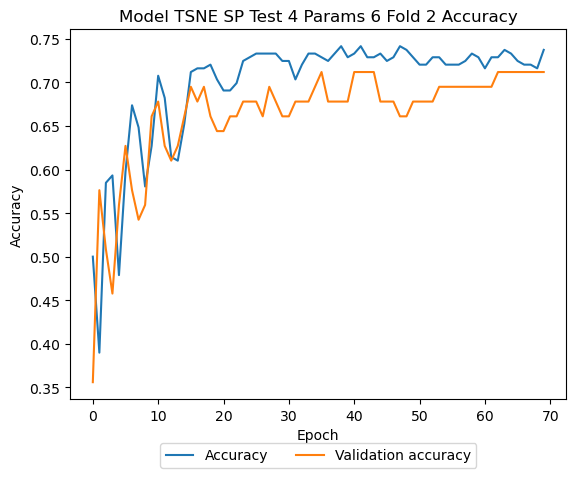 Model TSNE SP Test 4 Params 6 Fold 2 Accuracy
0.75
0.70
0.65
0.60
0.55
0.50
0.45
0.40
0.35
Accuracy
0 10 20 30 40 50 60 70
Epoch
Accuracy Validation accuracy